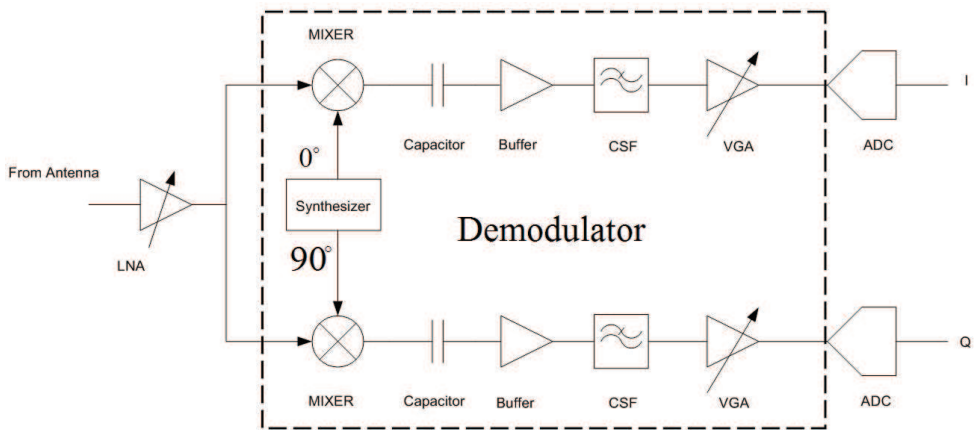 MIXER
I
Capacitor
Buffer
CSF
VGA
ADC
0°
From Antenna
Synthesizer
Demodulator
90°
LNA
Q
MIXER
Capacitor
Buffer
CSF
VGA
ADC